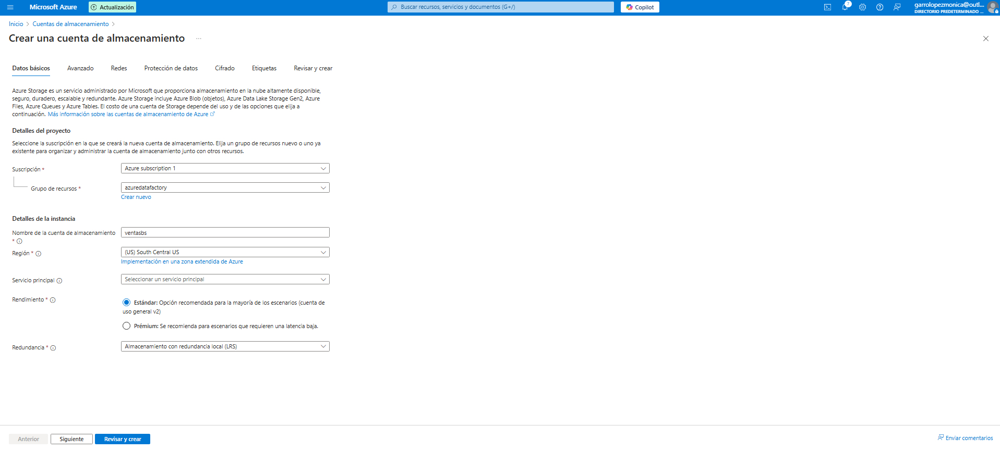 Microsoft Azure
Actualización
Buscar recursos, servicios y documentos (G+/)
Copilot
7
garrolopezmonica@outl...
DIRECTORIO PREDETERMINADO ...
Inicio > Cuentas de almacenamiento >
Crear una cuenta de almacenamiento ...
Datos básicos Avanzado Redes Protección de datos Cifrado Etiquetas Revisar y crear
Azure Storage es un servicio administrado por Microsoft que proporciona almacenamiento en la nube altamente disponible,
seguro, duradero, escalable y redundante. Azure Storage incluye Azure Blob (objetos), Azure Data Lake Storage Gen2, Azure
Files, Azure Queues y Azure Tables. El costo de una cuenta de Storage depende del uso y de las opciones que elija a
continuación. Más información sobre las cuentas de almacenamiento de Azure
Detalles del proyecto
Seleccione la suscripción en la que se creará la nueva cuenta de almacenamiento. Elija un grupo de recursos nuevo o uno ya
existente para organizar y administrar la cuenta de almacenamiento junto con otros recursos.
Suscripción *
Azure subscription 1
Grupo de recursos *
azuredatafactory
Crear nuevo
Detalles de la instancia
Nombre de la cuenta de almacenamiento
*
ventasbs
Región *
(US) South Central US
Implementación en una zona extendida de Azure
Servicio principal
Seleccionar un servicio principal
Rendimiento *
Estándar: Opción recomendada para la mayoría de los escenarios (cuenta de
uso general v2)
Prémium: Se recomienda para escenarios que requieren una latencia baja.
Redundancia *
Almacenamiento con redundancia local (LRS)
Anterior
Siguiente
Revisar y crear
Enviar comentarios